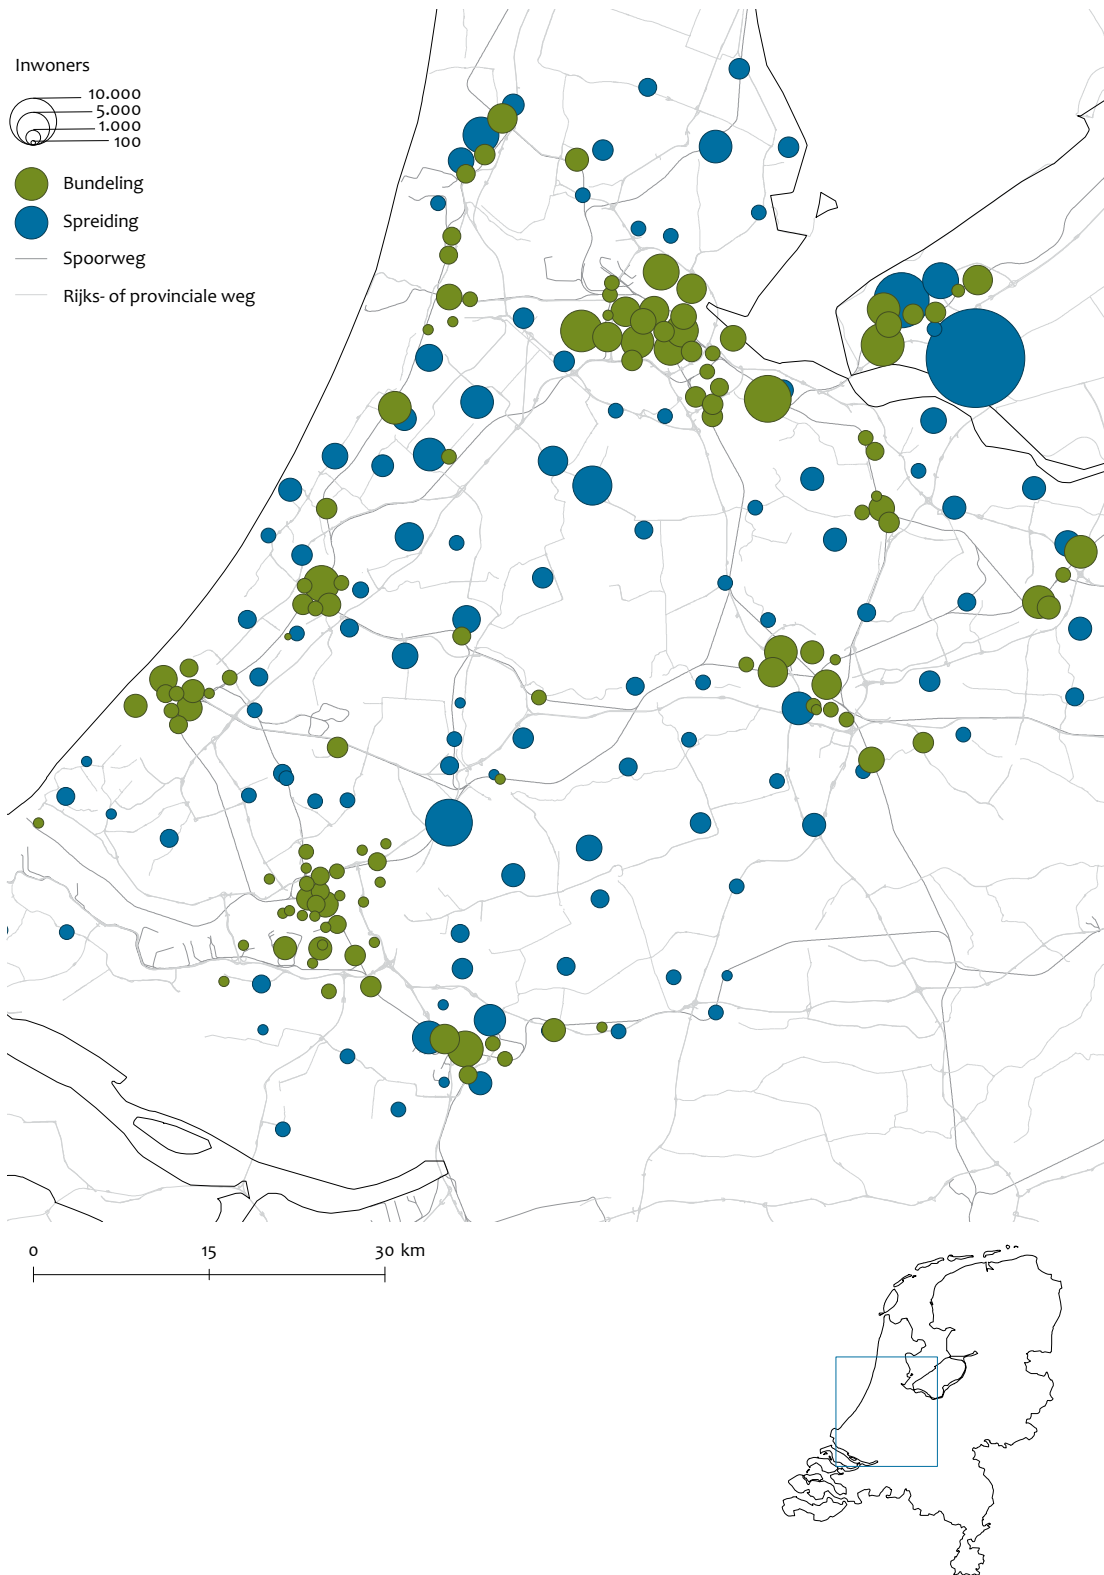 Inwoners
10.000
5.000
1.000
100
Bundeling
Spreiding
Spoorweg
Rijks- of provinciale weg
0 15 30 km